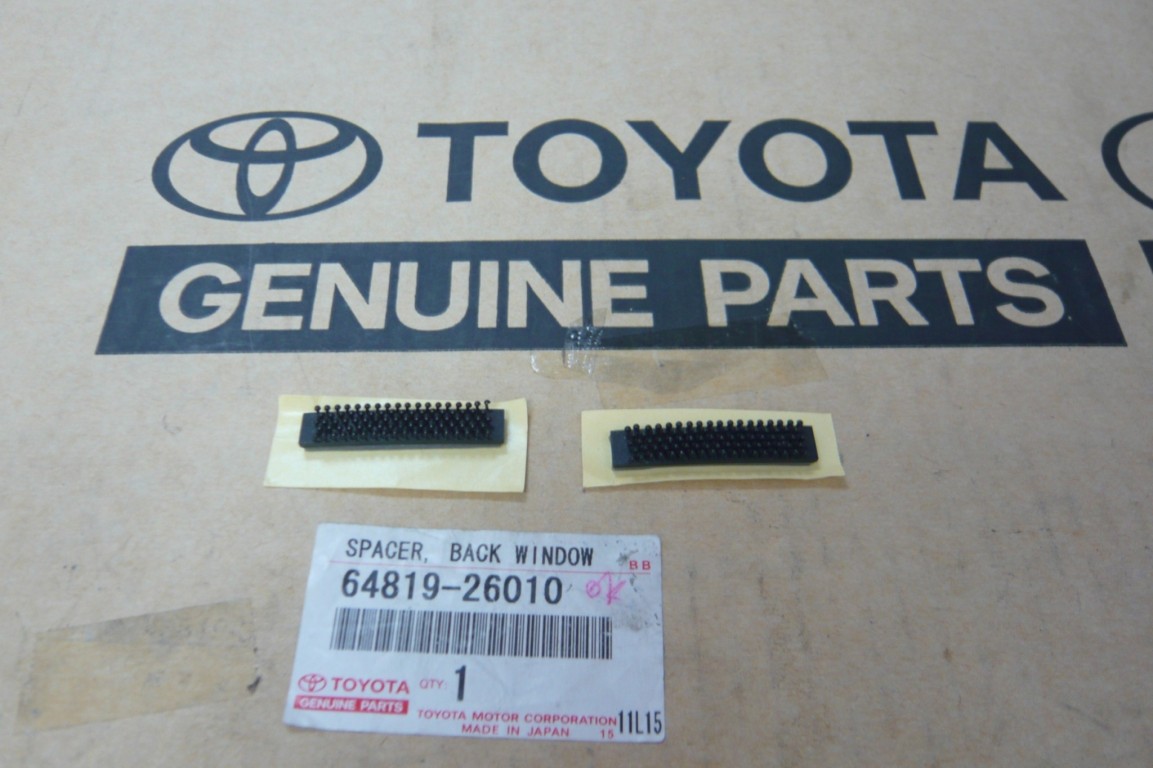 TOYOTA
GENUINE PARTS
SPACER, BACK WINDOW
BB
64819-26010 OK
TOYOTA
GENUINE PARTS
QTY: 1
TOYOTA MOTOR CORPORATION 11L15
MADE IN JAPAN 15